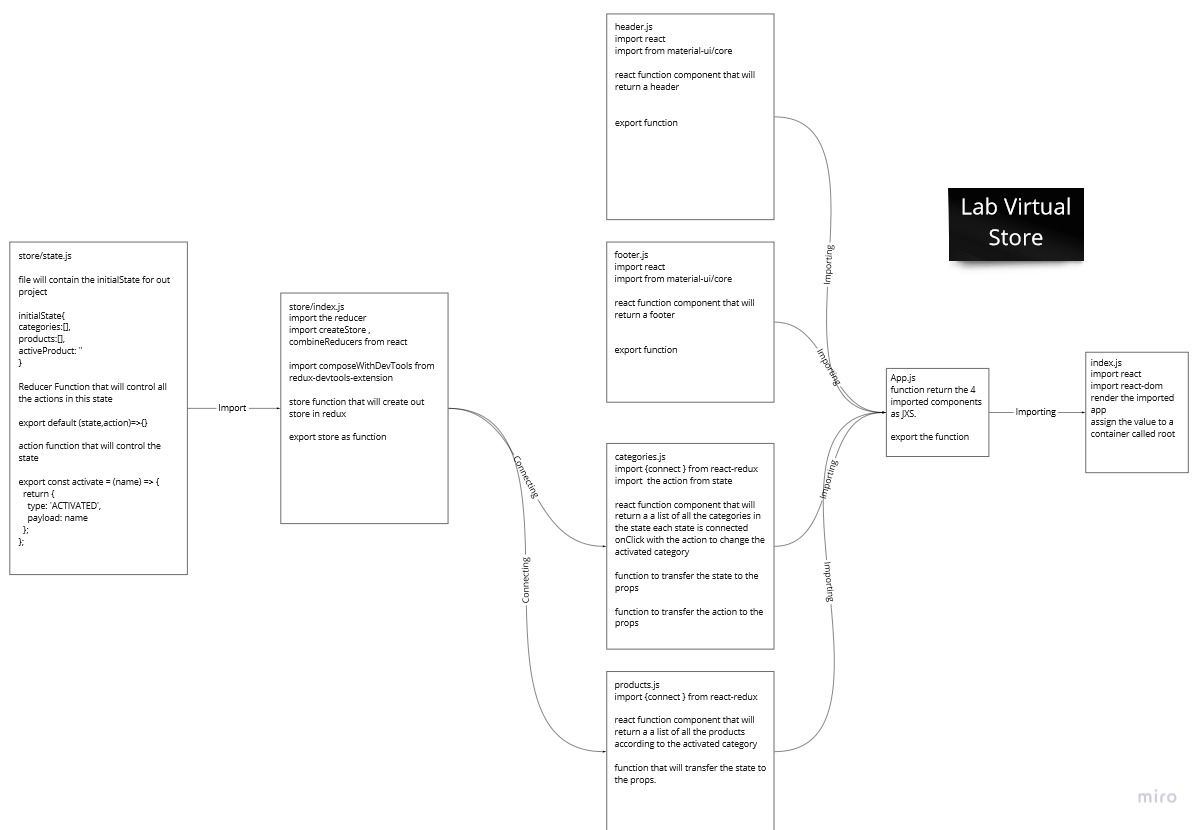 header.js
import react
import from material-ui/core
react function component that will
return a header
export function
Importing
Lab Virtual
Store
store/state.js
file will contain the initialState for out
project
initialState{
categories:[],
products:[],
activeProduct: ''
}
Reducer Function that will control all
the actions in this state
export default (state,action)=>{}
action function that will control the
state
export const activate = (name) => {
return {
type: 'ACTIVATED',
payload: name
};
};
Import
store/index.js
import the reducer
import createStore ,
combineReducers from react
import composeWithDevTools from
redux-devtools-extension
store function that will create out
store in redux
export store as function
Connecting
Connecting
footer.js
import react
import from material-ui/core
react function component that will
return a footer
export function
Importing
categories.js
import {connect } from react-redux
import  the action from state
react function component will
return a a list of all the categories in
the state each state is connected
onClick with the action to change the
activated category
function to transfer the state to the
props
function to transfer the action to the
props
Importing
products.js
import {connect } from react-redux
react function component that will
return a a list of all the products
according to the activated category
function that will transfer the state to
the props.
Importing
App.js
function return the 4
imported components
as JXS.
export the function
Importing
index.js
import react
import react-dom
render the imported
app
assign the value to a
container called root
miro